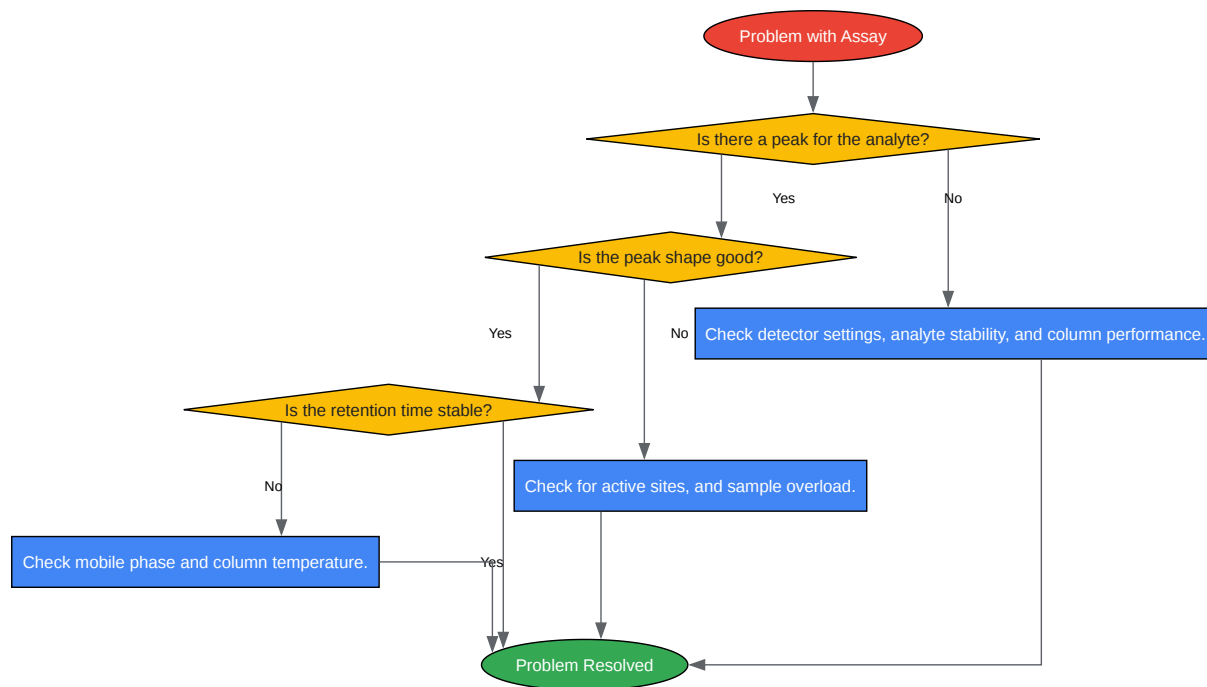 Problem with Assay
Is there a peak for the analyte?
Yes
No
Is the peak shape good?
Yes
No
Check detector settings, analyte stability, and column performance.
Is the retention time stable?
No
Check for active sites, and sample overload.
Check mobile phase and column temperature.
Yes
Problem Resolved